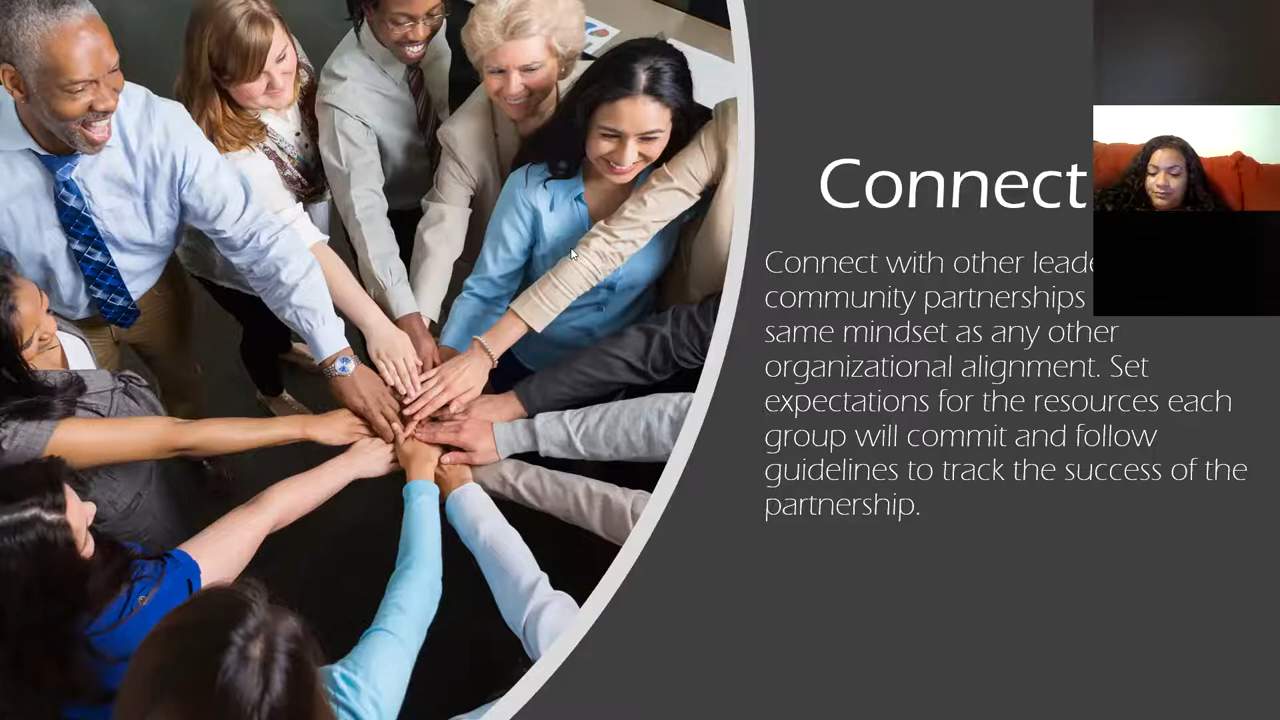 Connect
Connect with other
community partnerships
same mindset as any other
organizational alignment. Set
expectations for the resources each
group will commit and follow
guidelines to track the success of the
partnership.